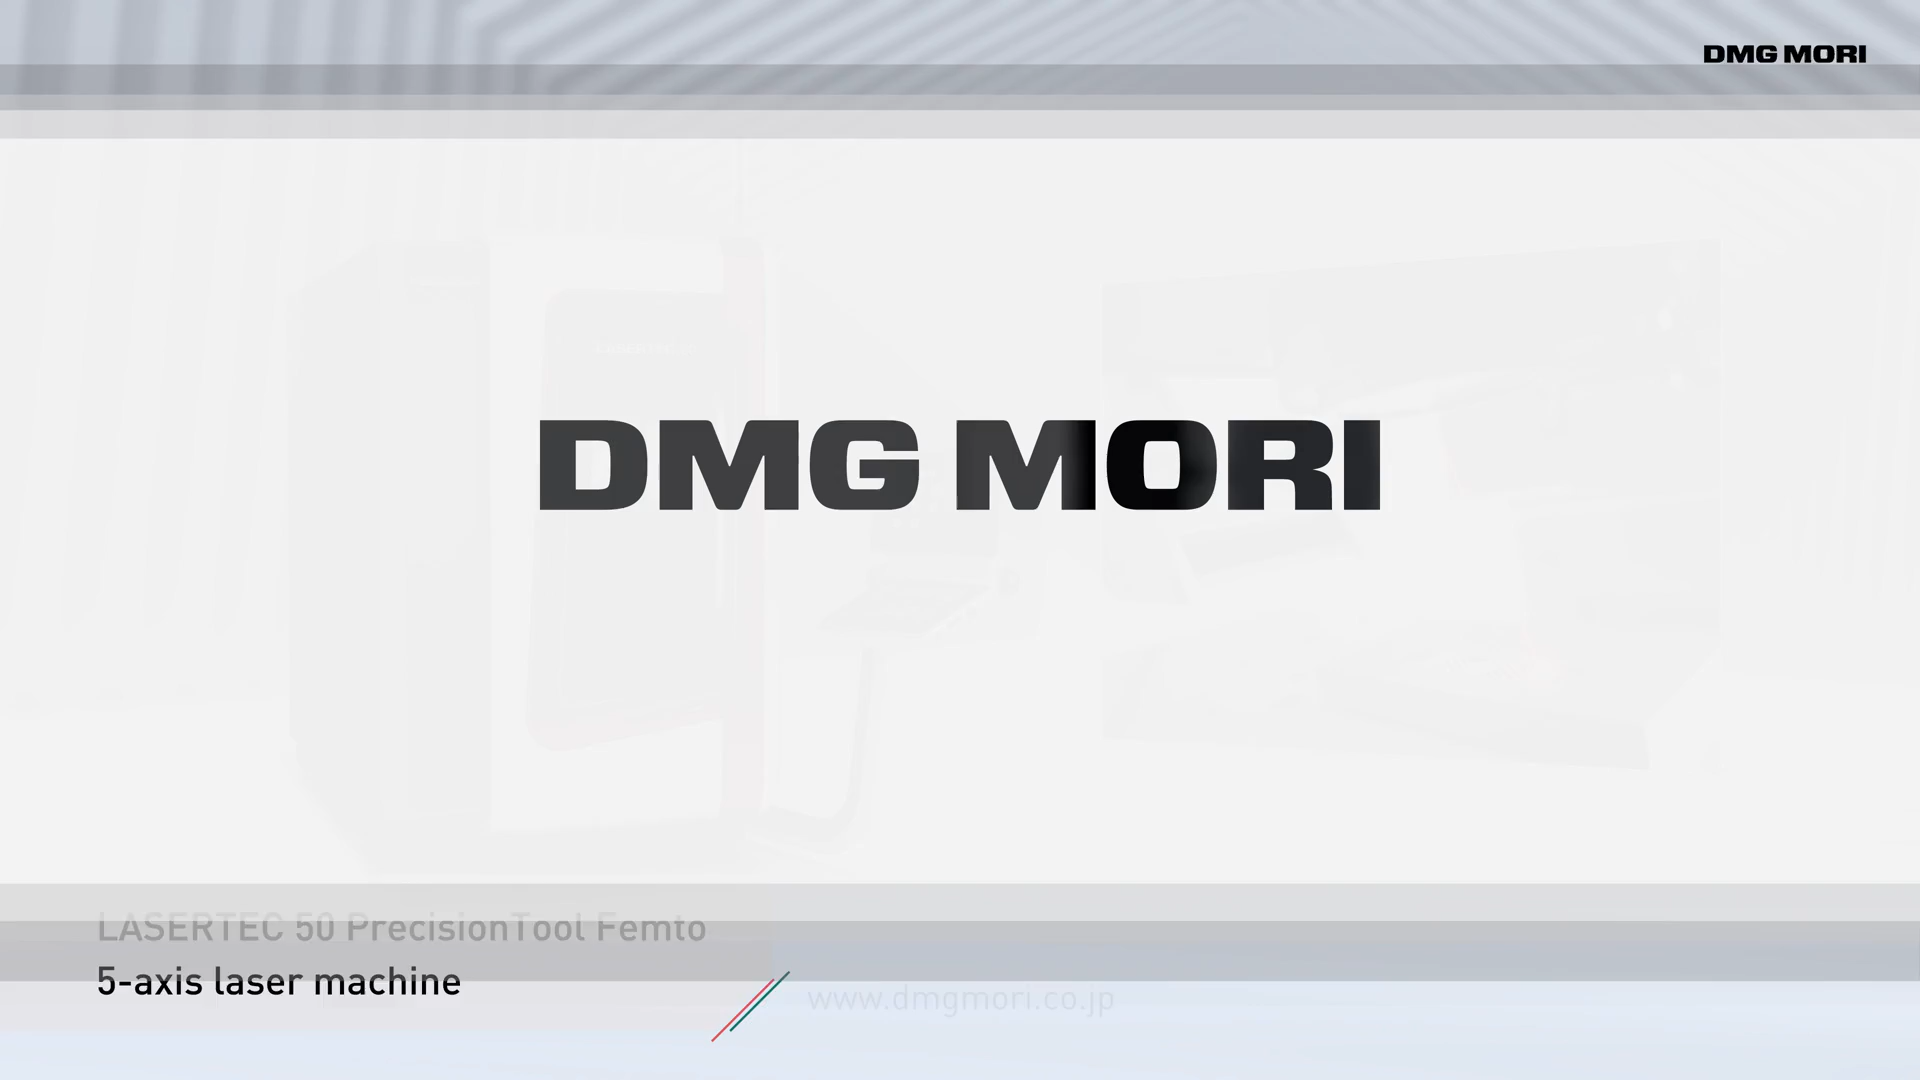 DMG MORI
DMG MORI
LASERTEC 50 PrecisionTool Femto
5-axis laser machine
www.dmgmori.co.jp